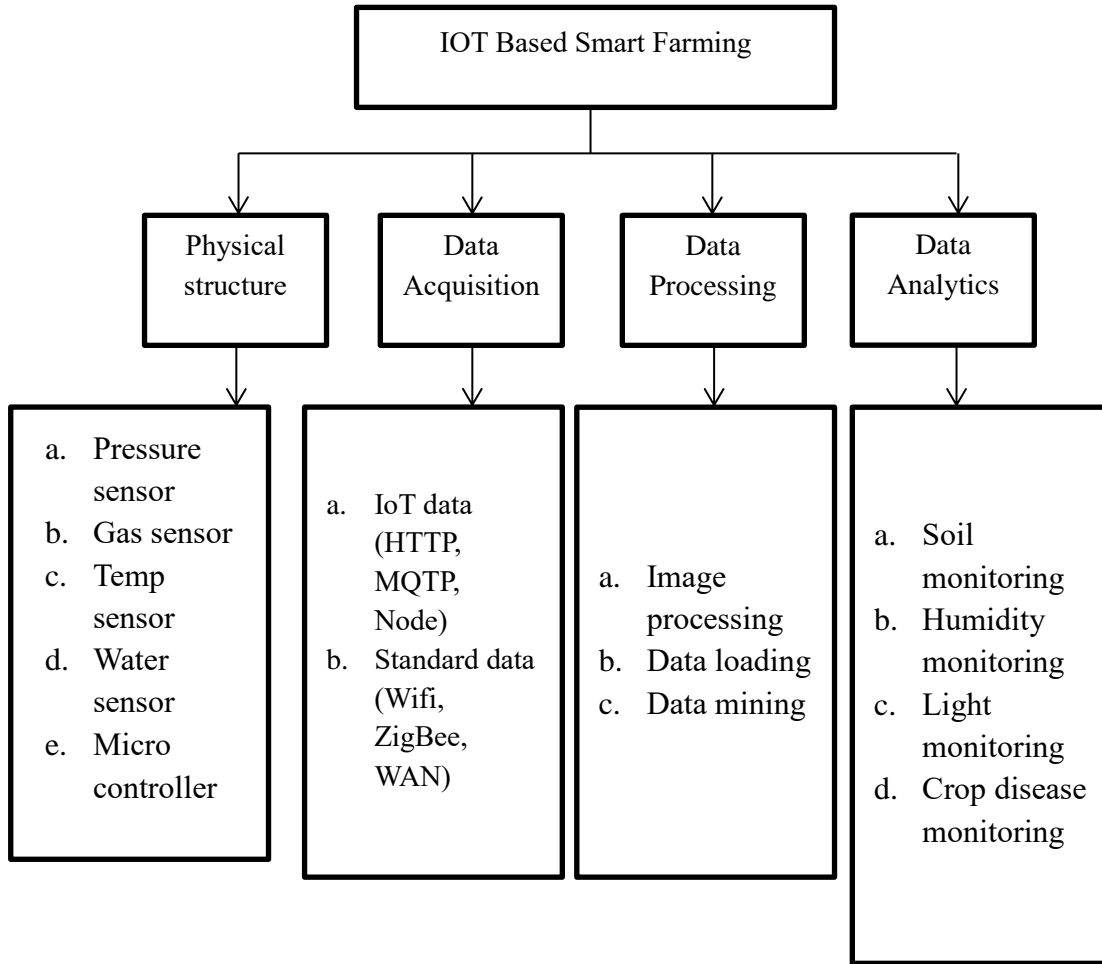 IOT Based Smart Farming
Physical
structure
Data
Acquisition
Data
Processing
Data
Analytics
a. Pressure
sensor
b. Gas sensor
c. Temp
sensor
d. Water
sensor
e. Micro
controller
a. IoT data
(HTTP,
MQTP,
Node)
b. Standard data
(Wifi,
ZigBee,
WAN)
a. Image
processing
b. Data loading
c. Data mining
a. Soil
monitoring
b. Humidity
monitoring
c. Light
monitoring
d. Crop disease
monitoring